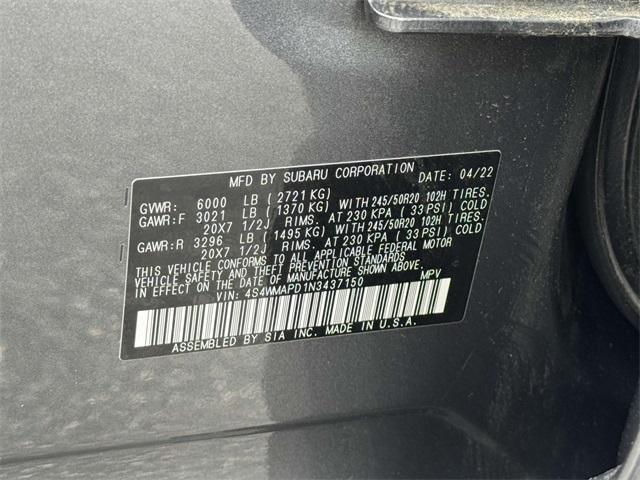 MFD BY SUBARU CORPORATION DATE: 04/22
GVWR: 6000 LB ( 2721 KG)
GAWR:F 3021 LB ( 1370 KG) WITH 245/50R20 102H TIRES.
20X7 1/2J RIMS. AT 230 KPA ( 33 PSI) COLD
GAWR:R 3296 LB ( 1495 KG) WITH 245/50R20 102H TIRES.
20X7 1/2J RIMS. AT 230 KPA ( 33 PSI) COLD
THIS VEHICLE CONFORMS TO ALL APPLICABLE FEDERAL MOTOR
VEHICLE SAFETY AND THEFT PREVENTION STANDARDS
IN EFFECT ON THE DATE OF MANUFACTURE SHOWN ABOVE.
VIN: 4S4WMAPD1N3437150 MPV
ASSEMBLED BY SIA INC. MADE IN U.S.A.